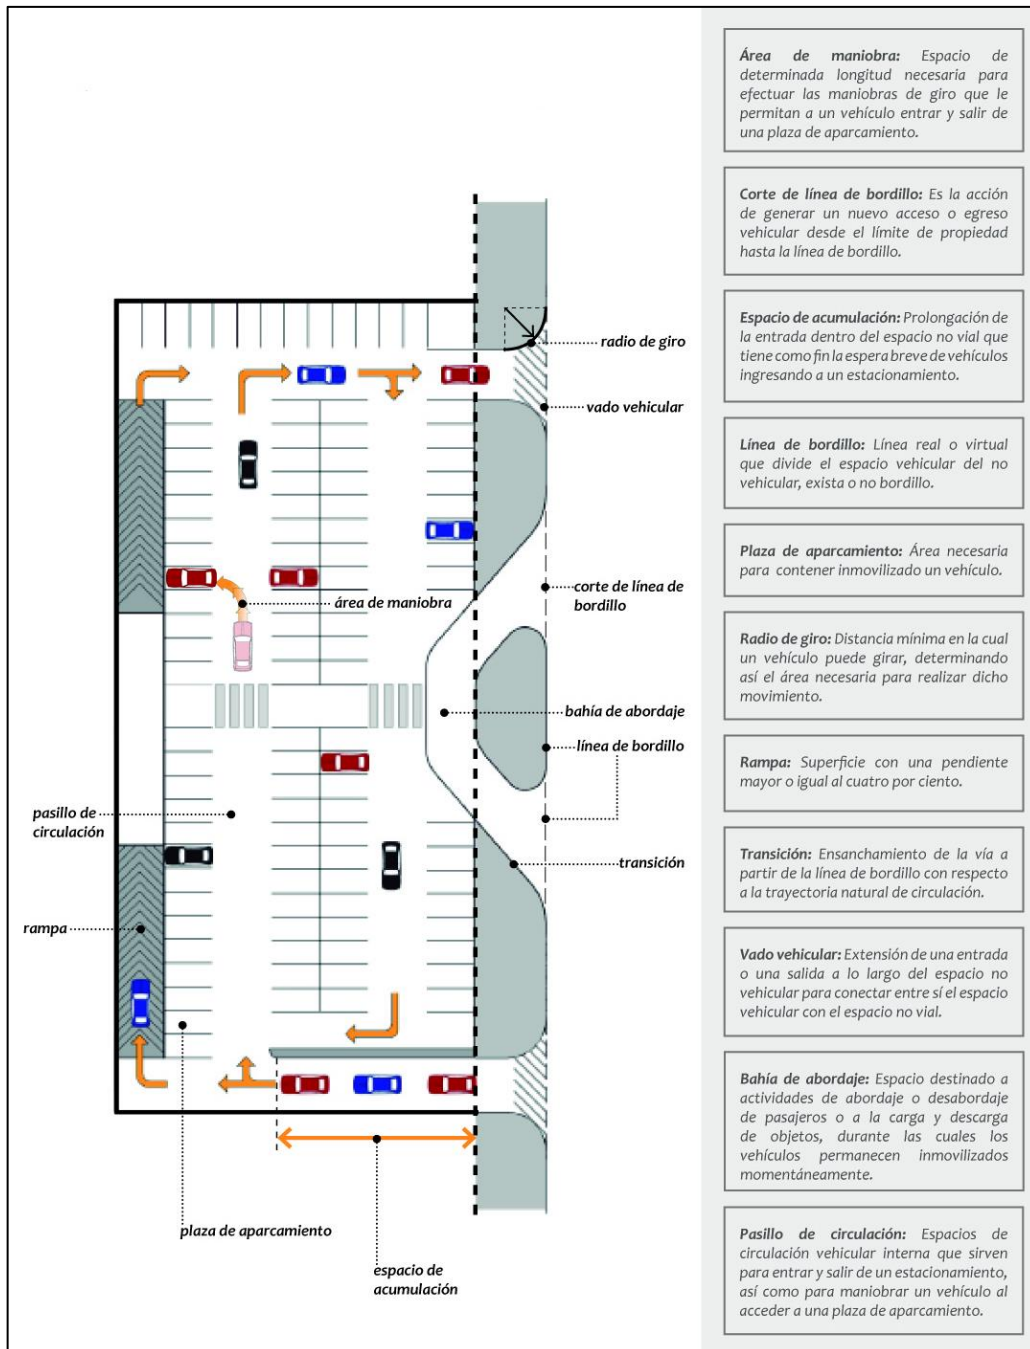 radio de giro
vado vehicular
corte de línea de
bordillo
área de maniobra
bahía de abordaje
línea de bordillo
pasillo de
circulación
transición
rampa
plaza de aparcamiento
espacio de
acumulación
Área de maniobra: Espacio de
determinada longitud necesaria para
efectuar las maniobras de giro que le
permitan a un vehículo entrar y salir de
una plaza de aparcamiento.
Corte de línea de bordillo: Es la acción
de generar un nuevo acceso o egreso
vehicular desde el límite de propiedad
hasta la línea de bordillo.
Espacio de acumulación: Prolongación de
la entrada dentro del espacio no vial que
tiene como fin la espera breve de vehículos
ingresando a un estacionamiento.
Línea de bordillo: Línea real o virtual
que divide el espacio vehicular del no
vehicular, exista o no bordillo.
Plaza de aparcamiento: Área necesaria
para contener inmovilizado un vehículo.
Radio de giro: Distancia mínima en la cual
un vehículo puede girar, determinando
así el área necesaria para realizar dicho
movimiento.
Rampa: Superficie con una pendiente
mayor o igual al cuatro por ciento.
Transición: Ensanchamiento de la vía a
partir de la línea de bordillo con respecto
a la trayectoria natural de circulación.
Vado vehicular: Extensión de una entrada
o una salida a lo largo del espacio no
vehicular para conectar entre sí el espacio
vehicular con el espacio no vial.
Bahía de abordaje: Espacio destinado a
actividades de abordaje o desabordaje
de pasajeros o a la carga y descarga
de objetos, durante las cuales los
vehículos permanecen inmovilizados
momentáneamente.
Pasillo de circulación: Espacios de
circulación vehicular interna que sirven
para entrar y salir de un estacionamiento,
así como para maniobrar un vehículo al
acceder a una plaza de aparcamiento.